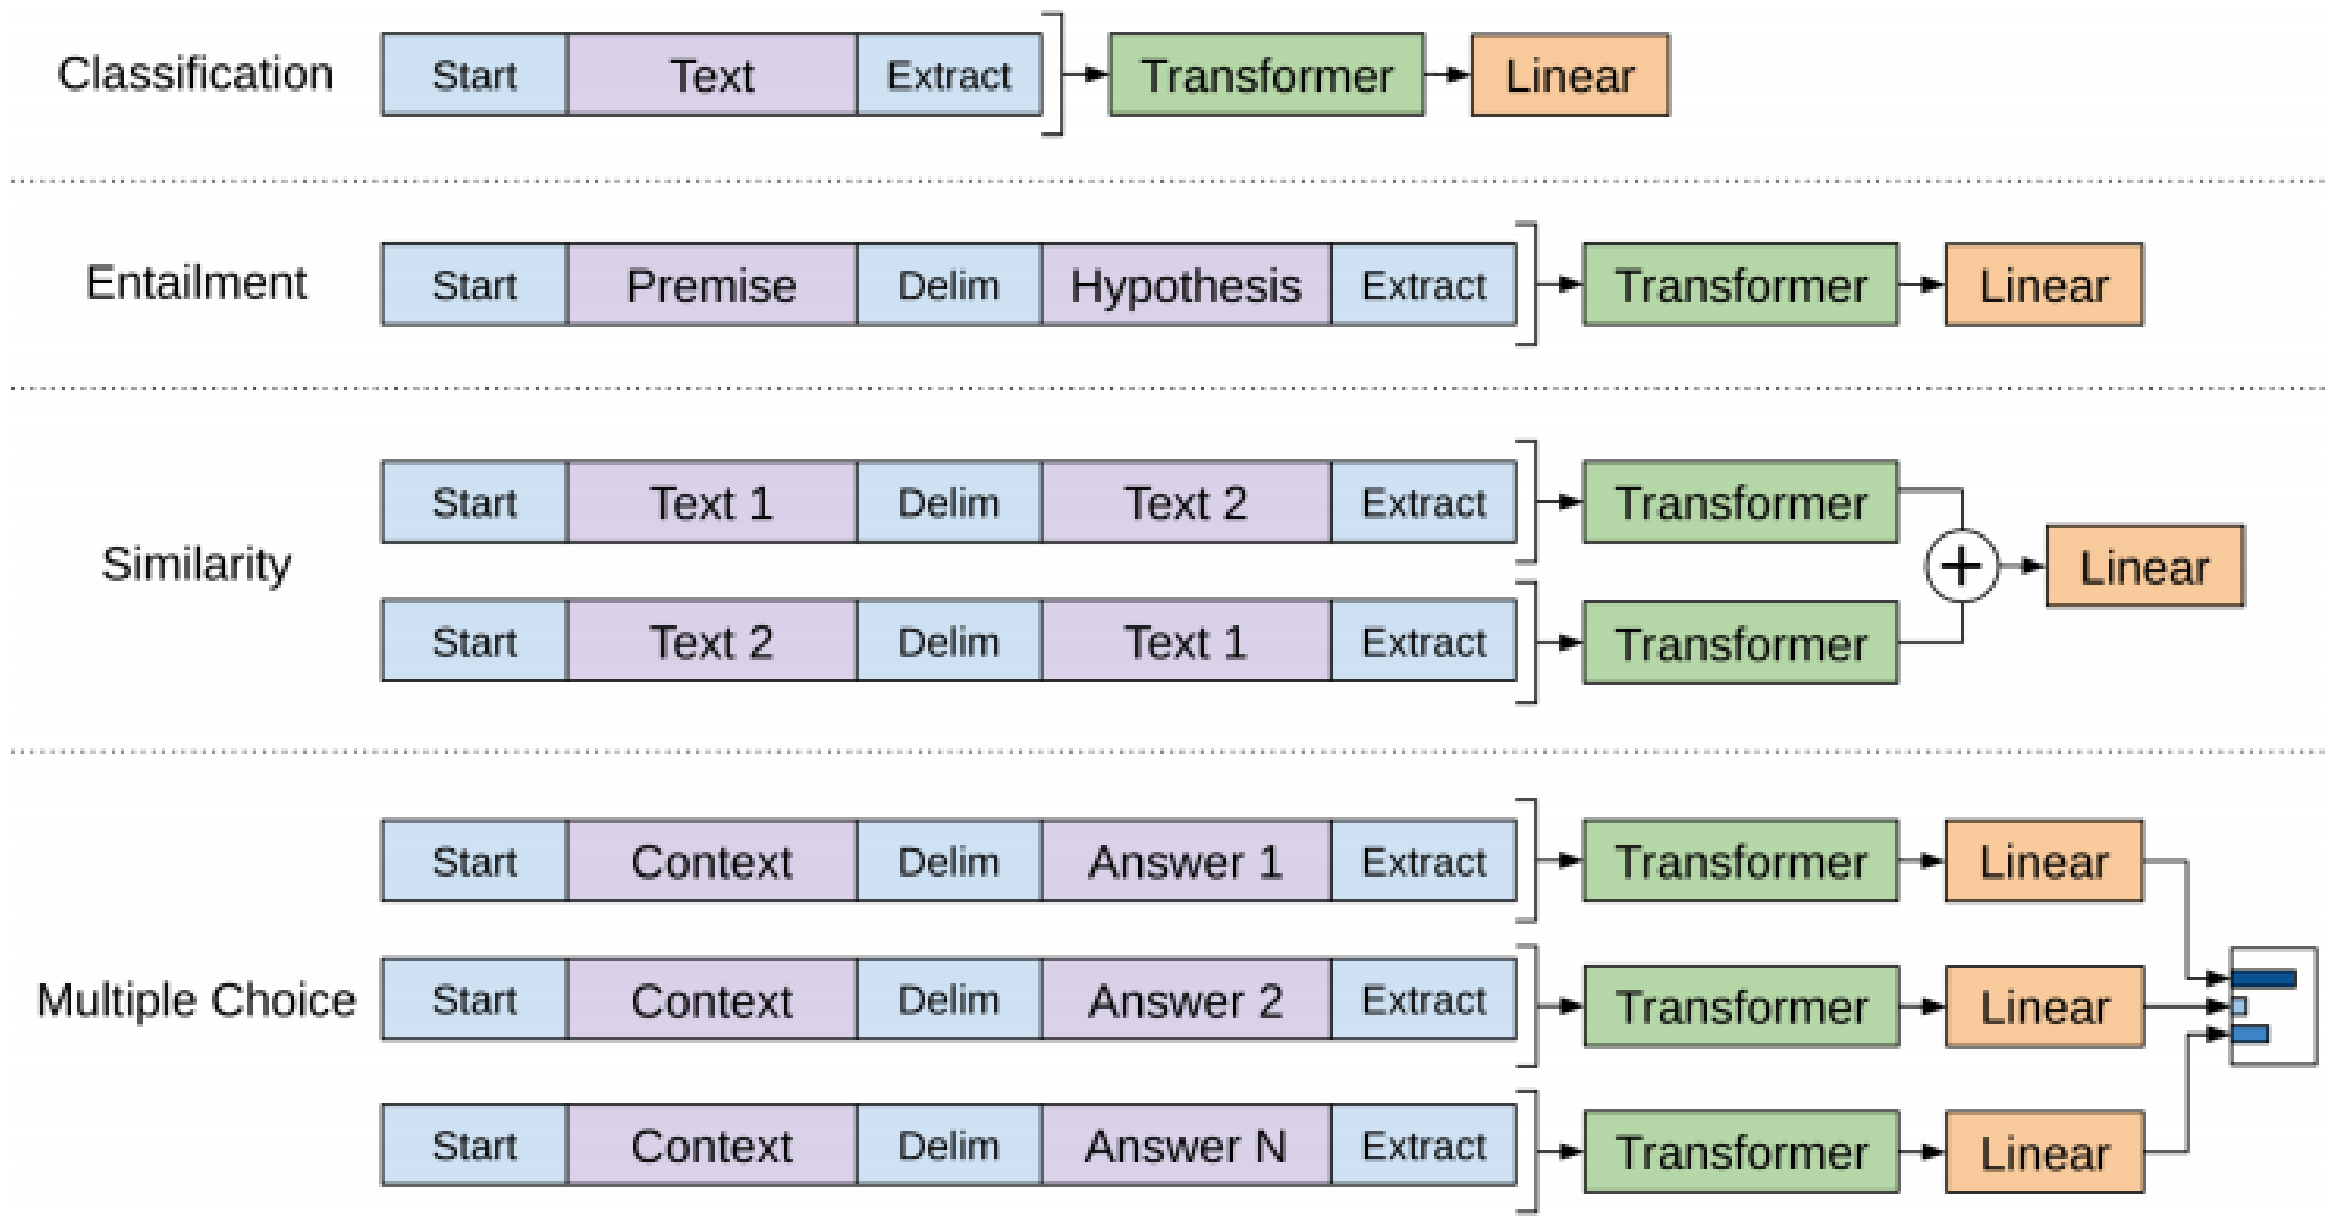 Classification Start Text Extract Transformer Linear
Entailment Start Premise Delim Hypothesis Extract Transformer Linear
Similarity
Start Text 1 Delim Text 2 Extract Transformer
+ Linear
Start Text 2 Delim Text 1 Extract Transformer
Multiple Choice
Start Context Delim Answer 1 Extract Transformer Linear
Start Context Delim Answer 2 Extract Transformer Linear
Start Context Delim Answer N Extract Transformer Linear